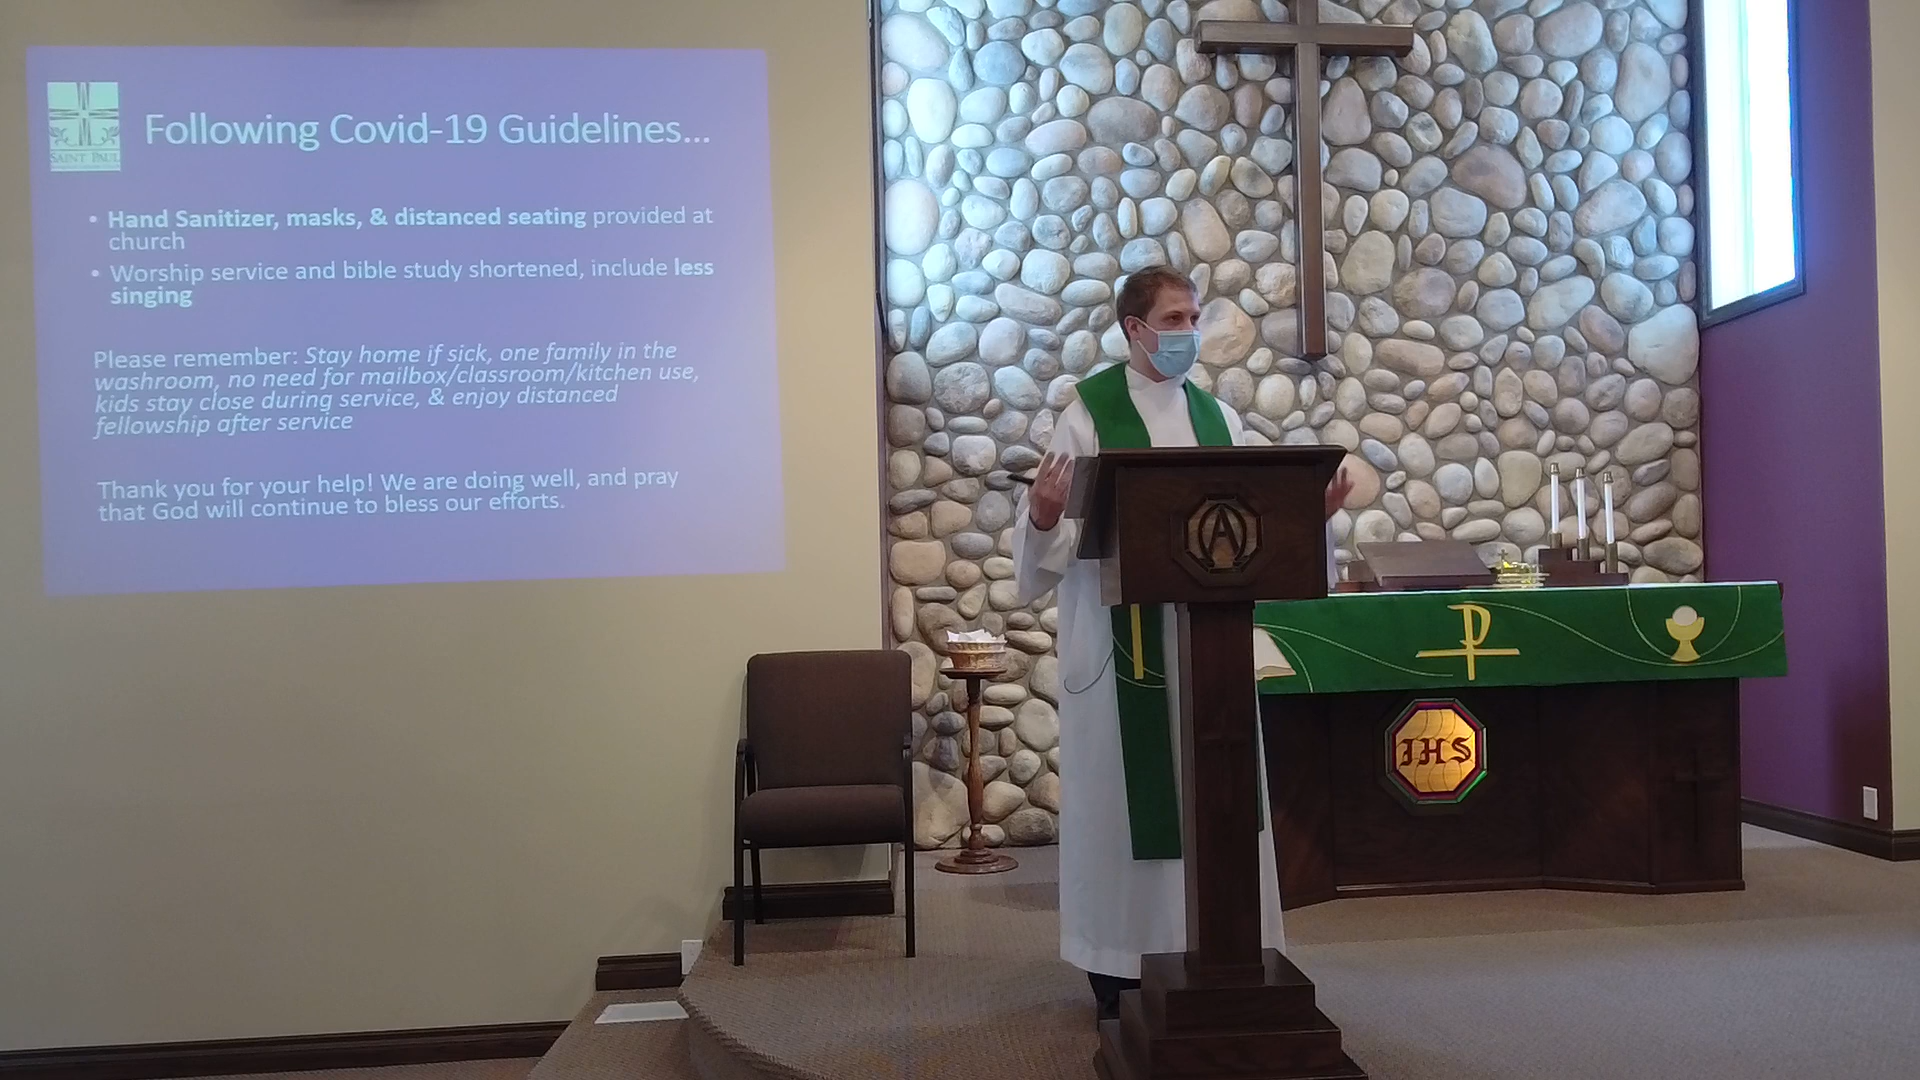 SAINT PAUL
Following Covid-19 Guidelines...
• Hand Sanitizer, masks, & distanced seating provided at
church
• Worship service and bible study shortened, include less
singing
Please remember: Stay home if sick, one family in the
washroom, no need for mailbox/classroom/kitchen use,
kids stay close during service, & enjoy distanced
fellowship after service
Thank you for your help! We are doing well, and pray
that God will continue to bless our efforts.
IHS